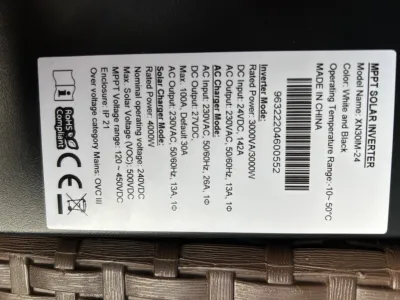 MPPT SOLAR INVERTER
Model Name: XN30IM-24
Color: White and Black
Operating Temperature Range:-10~ 50°C
MADE IN CHINA
96322204600552
Inverter Mode:
Rated Power: 3000VA/3000W
DC Input: 24VDC, 142A
AC Output: 230VAC, 50/60Hz, 13A, 1Φ
AC Charger Mode:
AC Input: 230VAC, 50/60Hz, 26A, 1Φ
DC Output: 27VDC,
Max. 100A, Default 30A
AC Output: 230VAC, 50/60Hz, 13A, 1Φ
Solar Charger Mode:
Rated Power: 4000W
Nominal operating voltage: 240VDC
Max. Solar Voltage (VOC): 500VDC
MPPT Voltage range: 120 ~ 450VDC
Enclosure: IP 21
Over voltage category Mains: OVC III
RoHS
Compliant
CE